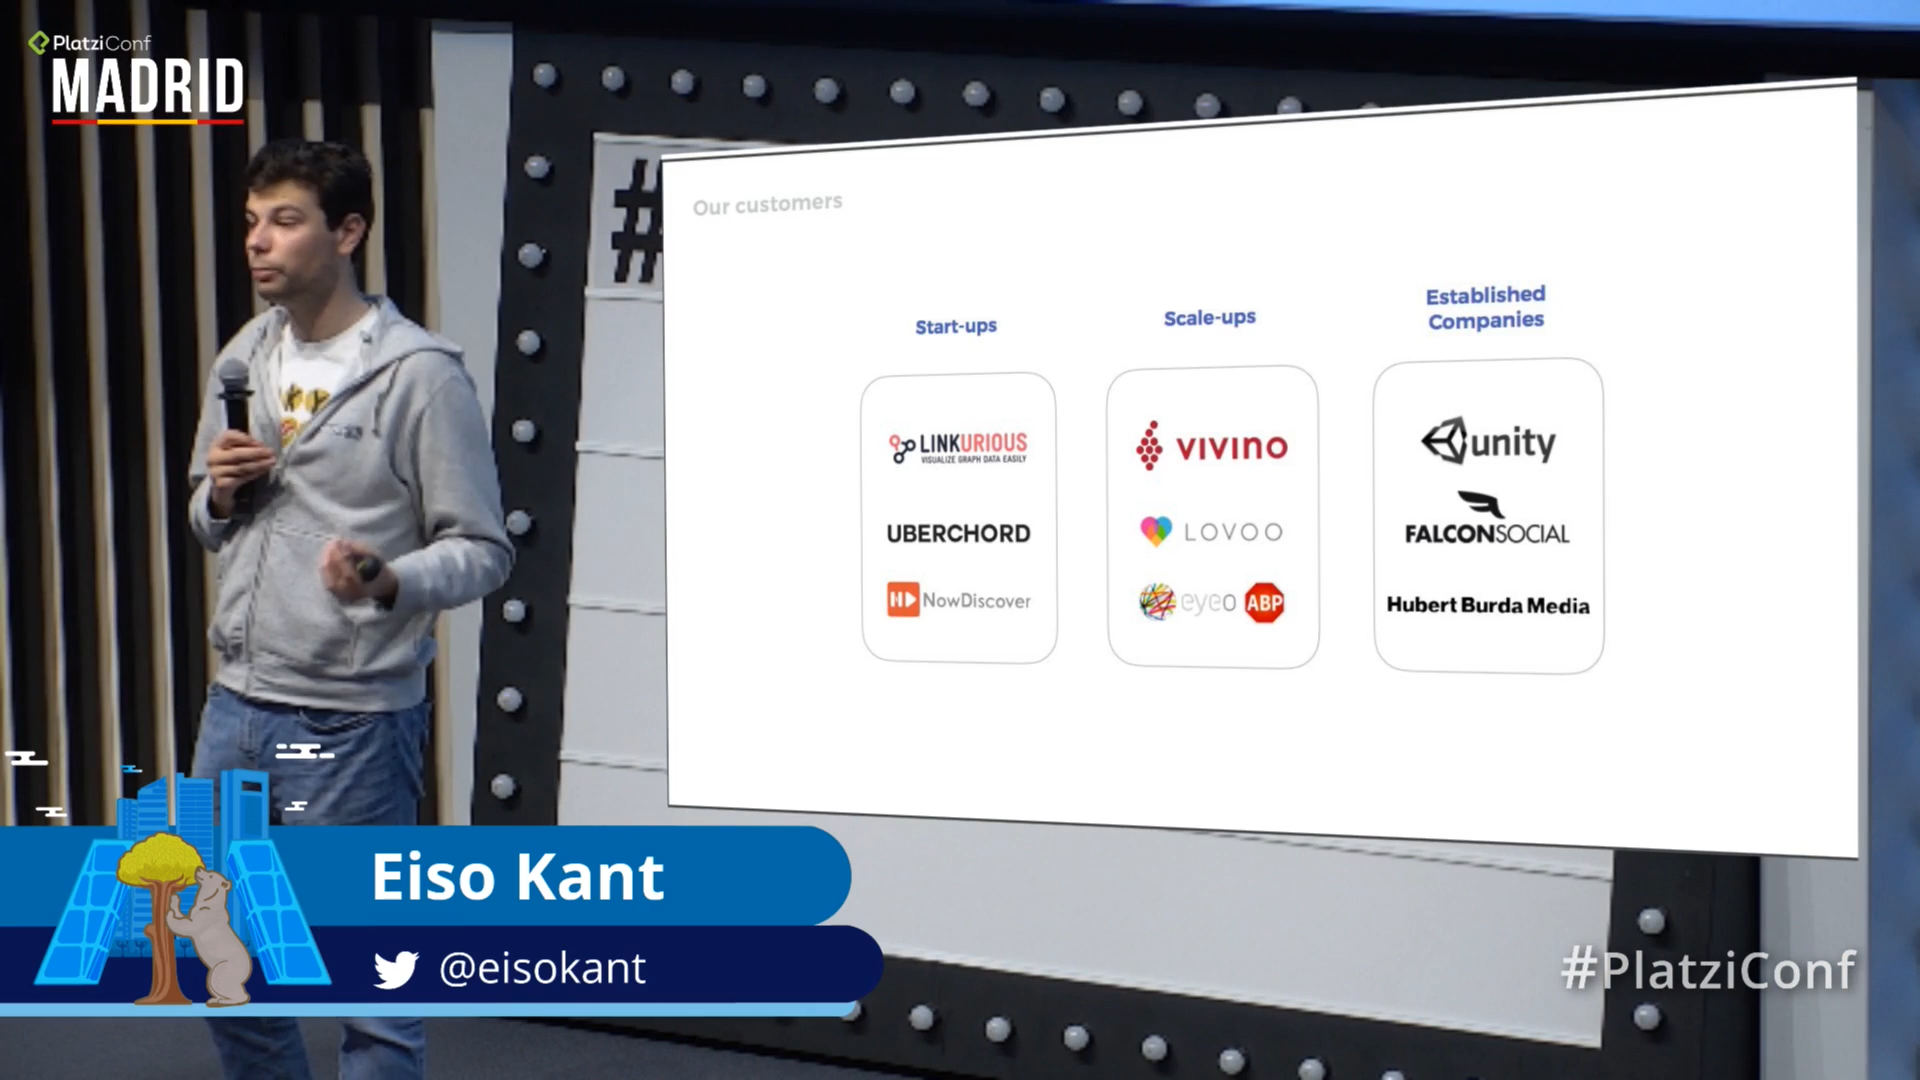 PlatziConf
MADRID
#
Our customers
Start-ups
LINKURIOUS
VISUALIZE GRAPH DATA EASILY
UBERCHORD
NowDiscover
Scale-ups
VIVINO
LOVOO
eyeo ABP
Established
Companies
unity
FALCONSOCIAL
Hubert Burda Media
Eiso Kant
@eisokant
#PlatziConf